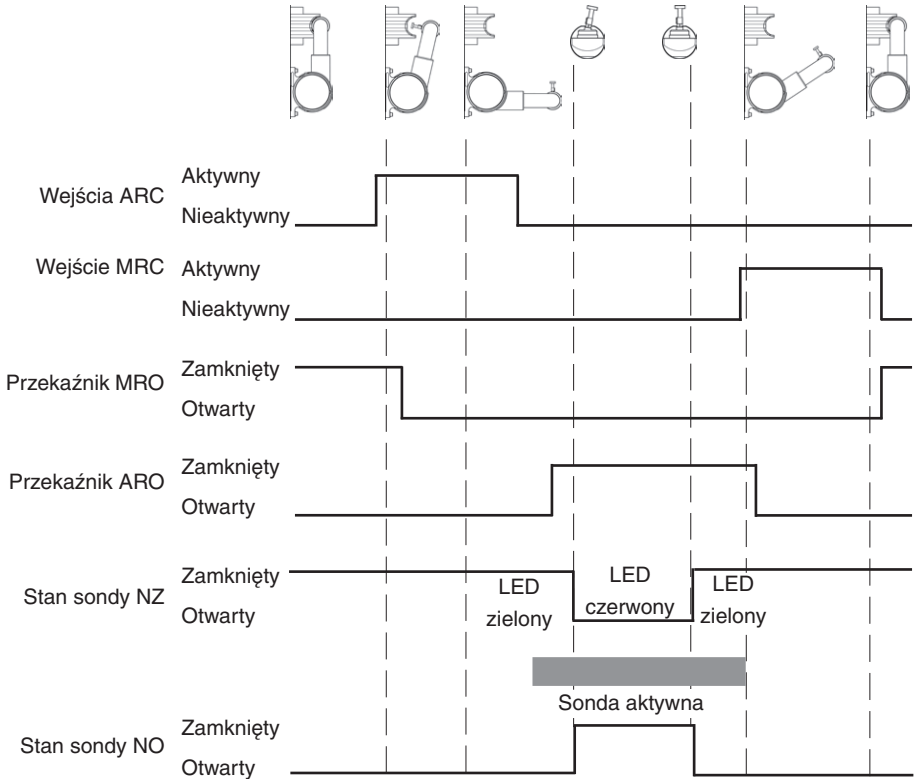 Wejścia ARC
Aktywny
Nieaktywny
Wejście MRC
Aktywny
Nieaktywny
Przekaźnik MRO
Zamknięty
Otwarty
Przekaźnik ARO
Zamknięty
Otwarty
Stan sondy NZ
Zamknięty
Otwarty
LED
zielony
LED
czerwony
LED
zielony
Sonda aktywna
Stan sondy NO
Zamknięty
Otwarty